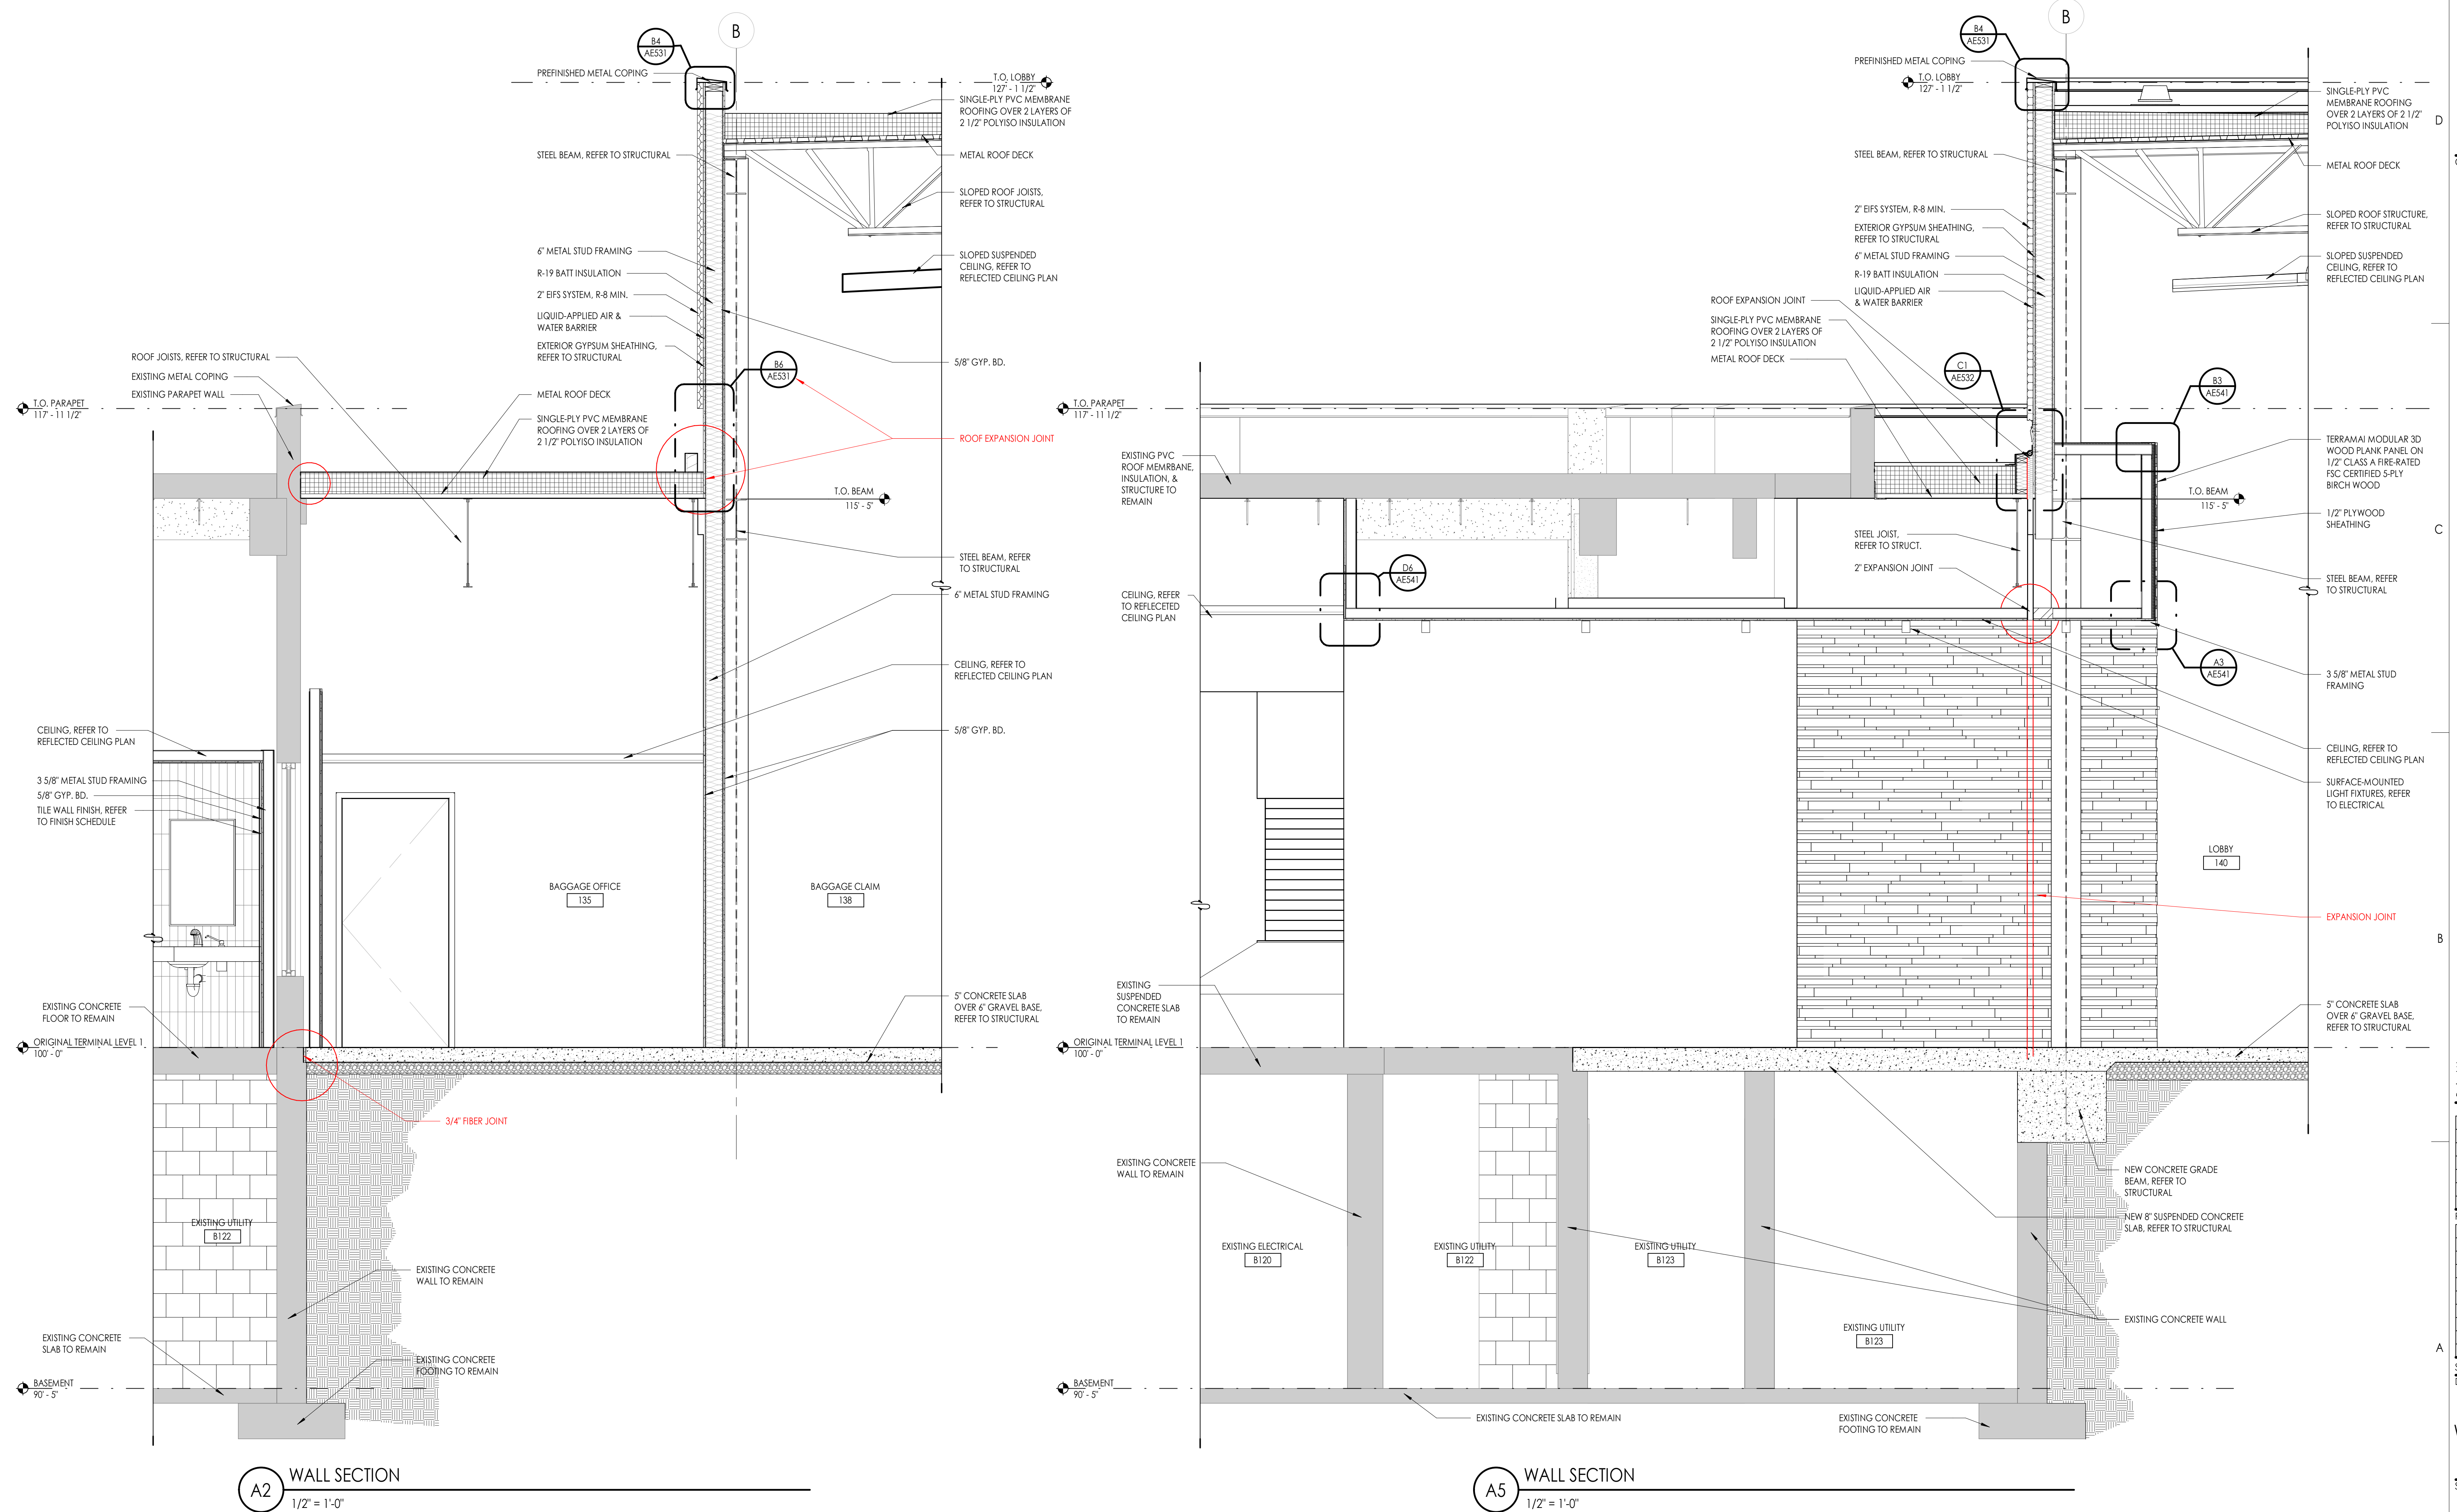 B
B4
AE531
PREFINISHED METAL COPING
T.O. LOBBY
127' - 1 1/2"
SINGLE-PLY PVC MEMBRANE
ROOFING OVER 2 LAYERS OF
2 1/2" POLYISO INSULATION
STEEL BEAM, REFER TO STRUCTURAL
METAL ROOF DECK
SLOPED ROOF JOISTS,
REFER TO STRUCTURAL
6" METAL STUD FRAMING
R-19 BATT INSULATION
2" EIFS SYSTEM, R-8 MIN.
LIQUID-APPLIED AIR &
WATER BARRIER
EXTERIOR GYPSUM SHEATHING,
REFER TO STRUCTURAL
SLOPED SUSPENDED
CEILING, REFER TO
REFLECTED CEILING PLAN
ROOF JOISTS, REFER TO STRUCTURAL
EXISTING METAL COPING
EXISTING PARAPET WALL
B6
AE531
5/8" GYP. BD.
T.O. PARAPET
117' - 11 1/2"
METAL ROOF DECK
SINGLE-PLY PVC MEMBRANE
ROOFING OVER 2 LAYERS OF
2 1/2" POLYISO INSULATION
ROOF EXPANSION JOINT
T.O. BEAM
115' - 5"
STEEL BEAM, REFER
TO STRUCTURAL
6" METAL STUD FRAMING
CEILING, REFER TO
REFLECTED CEILING PLAN
5/8" GYP. BD.
CEILING, REFER TO
REFLECTED CEILING PLAN
3 5/8" METAL STUD FRAMING
5/8" GYP. BD.
TILE WALL FINISH, REFER
TO FINISH SCHEDULE
BAGGAGE OFFICE
135
BAGGAGE CLAIM
138
EXISTING CONCRETE
FLOOR TO REMAIN
5" CONCRETE SLAB
OVER 6" GRAVEL BASE,
REFER TO STRUCTURAL
ORIGINAL TERMINAL LEVEL 1
100' - 0"
3/4" FIBER JOINT
EXISTING UTILITY
B122
EXISTING CONCRETE
WALL TO REMAIN
EXISTING CONCRETE
SLAB TO REMAIN
EXISTING CONCRETE
FOOTING TO REMAIN
BASEMENT
90' - 5"
A2
WALL SECTION
1/2" = 1'-0"
B
B4
AE531
PREFINISHED METAL COPING
T.O. LOBBY
127' - 1 1/2"
SINGLE-PLY PVC
MEMBRANE ROOFING
OVER 2 LAYERS OF 2 1/2"
POLYISO INSULATION
D
STEEL BEAM, REFER TO STRUCTURAL
METAL ROOF DECK
2" EIFS SYSTEM, R-8 MIN.
EXTERIOR GYPSUM SHEATHING,
REFER TO STRUCTURAL
6" METAL STUD FRAMING
R-19 BATT INSULATION
LIQUID-APPLIED AIR
& WATER BARRIER
SLOPED ROOF STRUCTURE,
REFER TO STRUCTURAL
SLOPED SUSPENDED
CEILING, REFER TO
REFLECTED CEILING PLAN
ROOF EXPANSION JOINT
SINGLE-PLY PVC MEMBRANE
ROOFING OVER 2 LAYERS OF
2 1/2" POLYISO INSULATION
METAL ROOF DECK
C1
AE532
B3
AE541
T.O. PARAPET
117' - 11 1/2"
EXISTING PVC
ROOF MEMRBANE,
INSULATION, &
STRUCTURE TO
REMAIN
TERRAMAI MODULAR 3D
WOOD PLANK PANEL ON
1/2" CLASS A FIRE-RATED
FSC CERTIFIED 5-PLY
BIRCH WOOD
T.O. BEAM
115' - 5"
1/2" PLYWOOD
SHEATHING
C
STEEL JOIST,
REFER TO STRUCT.
2" EXPANSION JOINT
D6
AE541
CEILING, REFER
TO REFLECETED
CEILING PLAN
STEEL BEAM, REFER
TO STRUCTURAL
A3
AE541
3 5/8" METAL STUD
FRAMING
CEILING, REFER TO
REFLECTED CEILING PLAN
SURFACE-MOUNTED
LIGHT FIXTURES, REFER
TO ELECTRICAL
LOBBY
140
EXPANSION JOINT
B
EXISTING
SUSPENDED
CONCRETE SLAB
TO REMAIN
5" CONCRETE SLAB
OVER 6" GRAVEL BASE,
REFER TO STRUCTURAL
ORIGINAL TERMINAL LEVEL 1
100' - 0"
EXISTING CONCRETE
WALL TO REMAIN
NEW CONCRETE GRADE
BEAM, REFER TO
STRUCTURAL
NEW 8" SUSPENDED CONCRETE
SLAB, REFER TO STRUCTURAL
EXISTING ELECTRICAL
B120
EXISTING UTILITY
B122
EXISTING UTILITY
B123
EXISTING UTILITY
B123
EXISTING CONCRETE WALL
A
BASEMENT
90' - 5"
EXISTING CONCRETE SLAB TO REMAIN
EXISTING CONCRETE
FOOTING TO REMAIN
A5
WALL SECTION
1/2" = 1'-0"